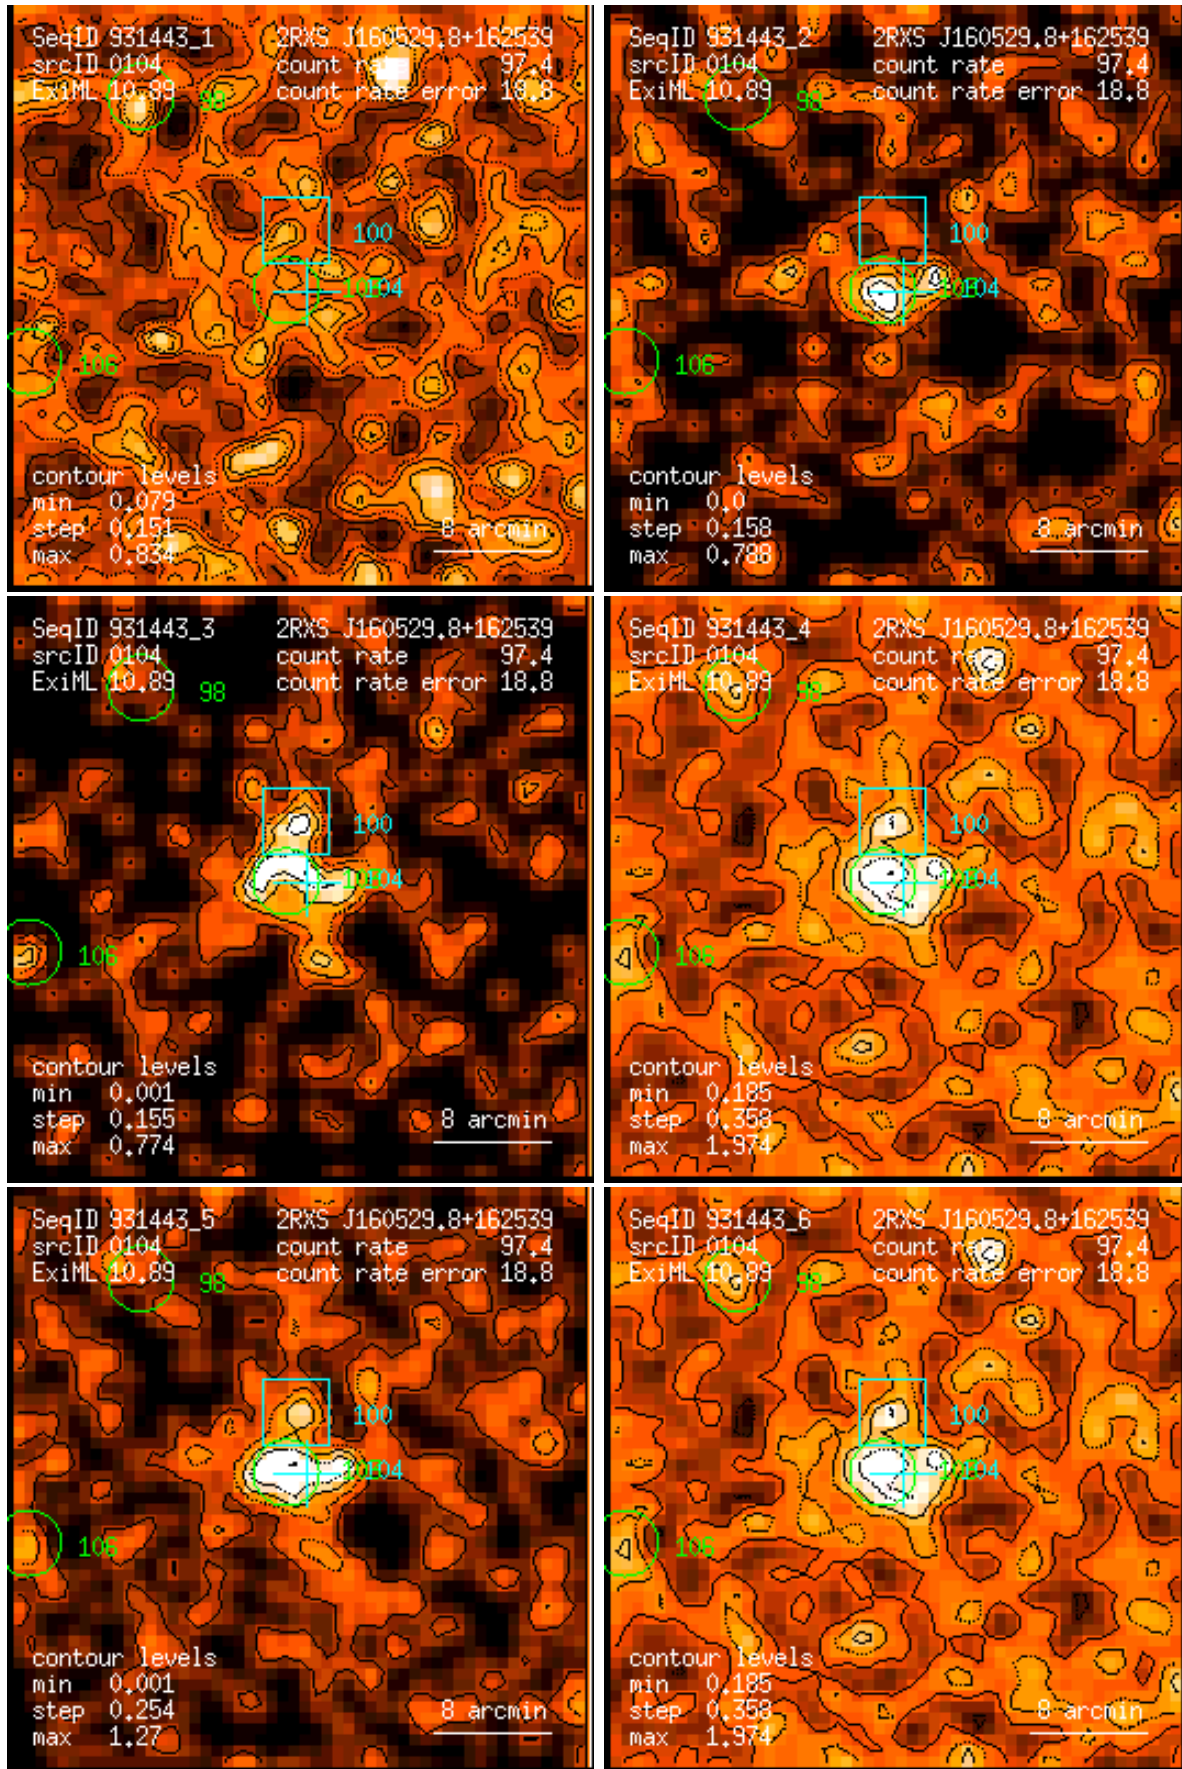 SeqID 931443_1 2RXS J160529.8+162539
srcID 0104 count rate 97.4
ExiML 10.89 98 count rate error 18.8
100
104
106
contour levels
min 0.079
step 0.151 8 arcmin
max 0.834
SeqID 931443_2 2RXS J160529.8+162539
srcID 0104 count rate 97.4
ExiML 10.89 98 count rate error 18.8
100
104
106
contour levels
min 0.0
step 0.158 8 arcmin
max 0.788
SeqID 931443_3 2RXS J160529.8+162539
srcID 0104 count rate 97.4
ExiML 10.89 98 count rate error 18.8
100
104
106
contour levels
min 0.001
step 0.155 8 arcmin
max 0.774
SeqID 931443_4 2RXS J160529.8+162539
srcID 0104 count rate 97.4
ExiML 10.89 98 count rate error 18.8
100
104
106
contour levels
min 0.185
step 0.358 8 arcmin
max 1.974
SeqID 931443_5 2RXS J160529.8+162539
srcID 0104 count rate 97.4
ExiML 10.89 98 count rate error 18.8
100
104
106
contour levels
min 0.001
step 0.254 8 arcmin
max 1.27
SeqID 931443_6 2RXS J160529.8+162539
srcID 0104 count rate 97.4
ExiML 10.89 98 count rate error 18.8
100
104
106
contour levels
min 0.185
step 0.358 8 arcmin
max 1.974